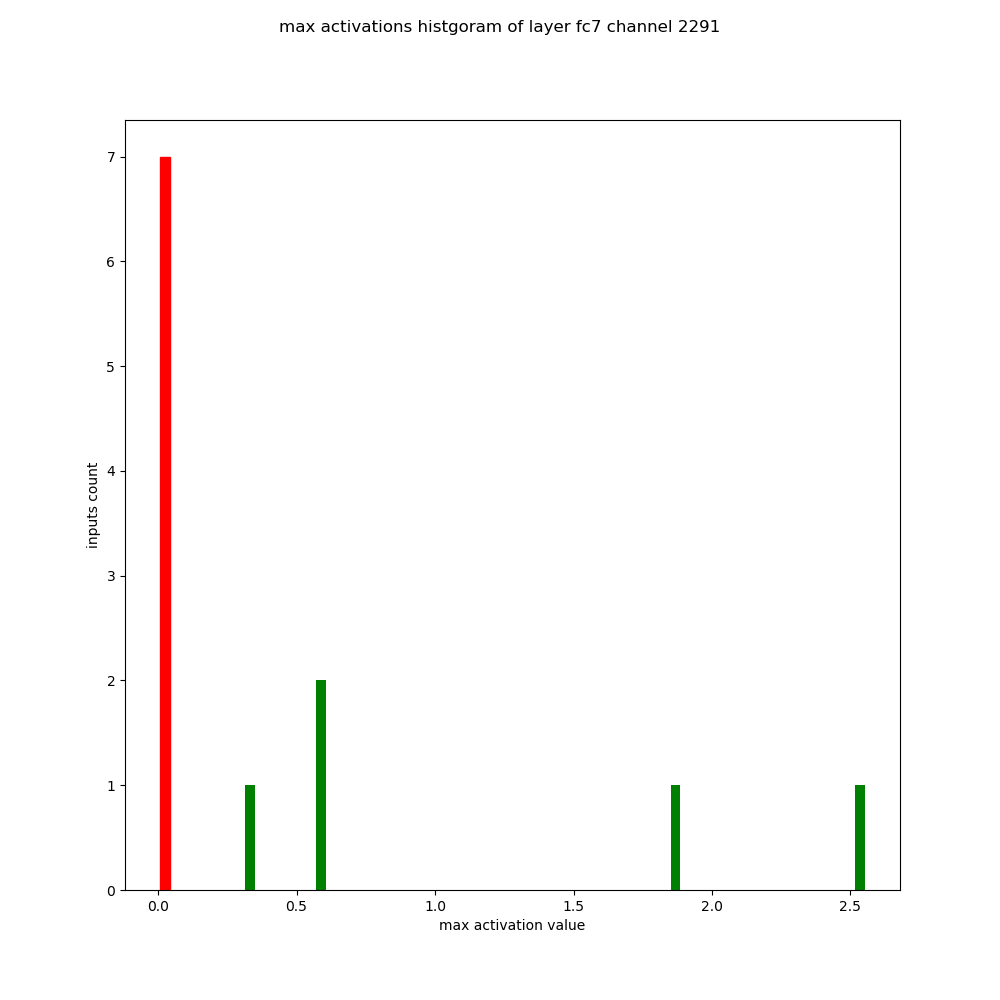 max activations histgoram of layer fc7 channel 2291
7
6
5
4
3
2
1
0
inputs count
0.0 0.5 1.0 1.5 2.0 2.5
max activation value